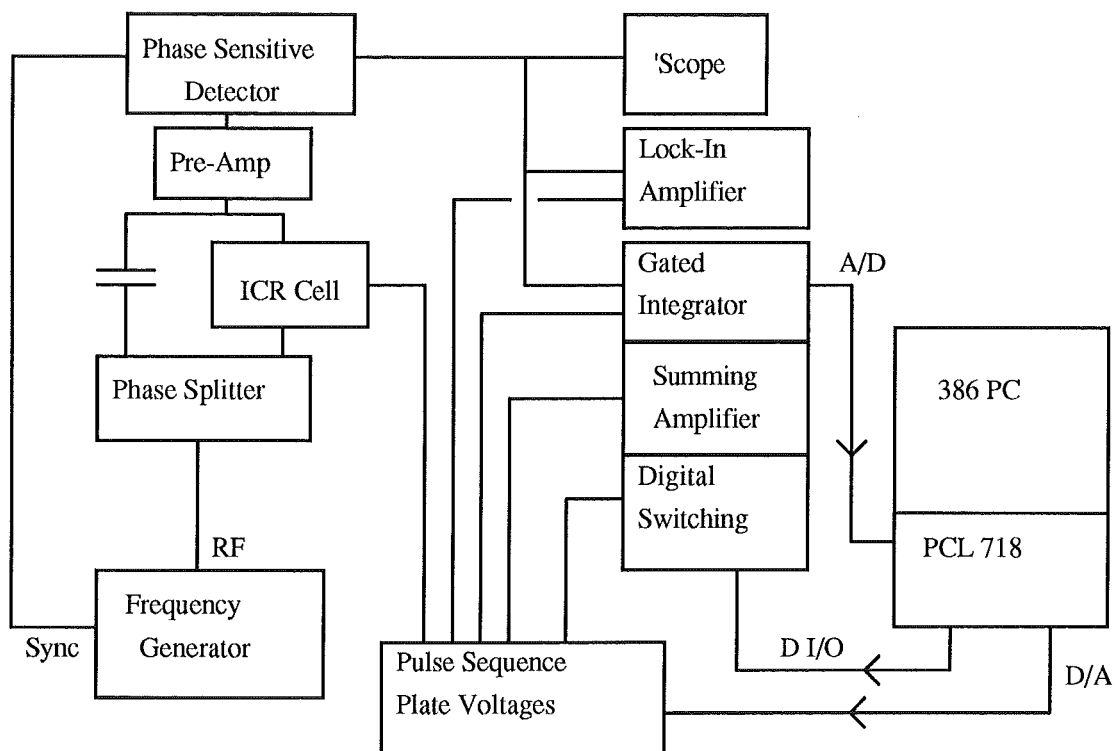 Phase Sensitive
Detector
'Scope
Pre-Amp
Lock-In
Amplifier
ICR Cell
Gated
Integrator
A/D
Phase Splitter
Summing
Amplifier
386 PC
Digital
Switching
PCL 718
RF
Frequency
Generator
Sync
Pulse Sequence
Plate Voltages
D I/O
D/A